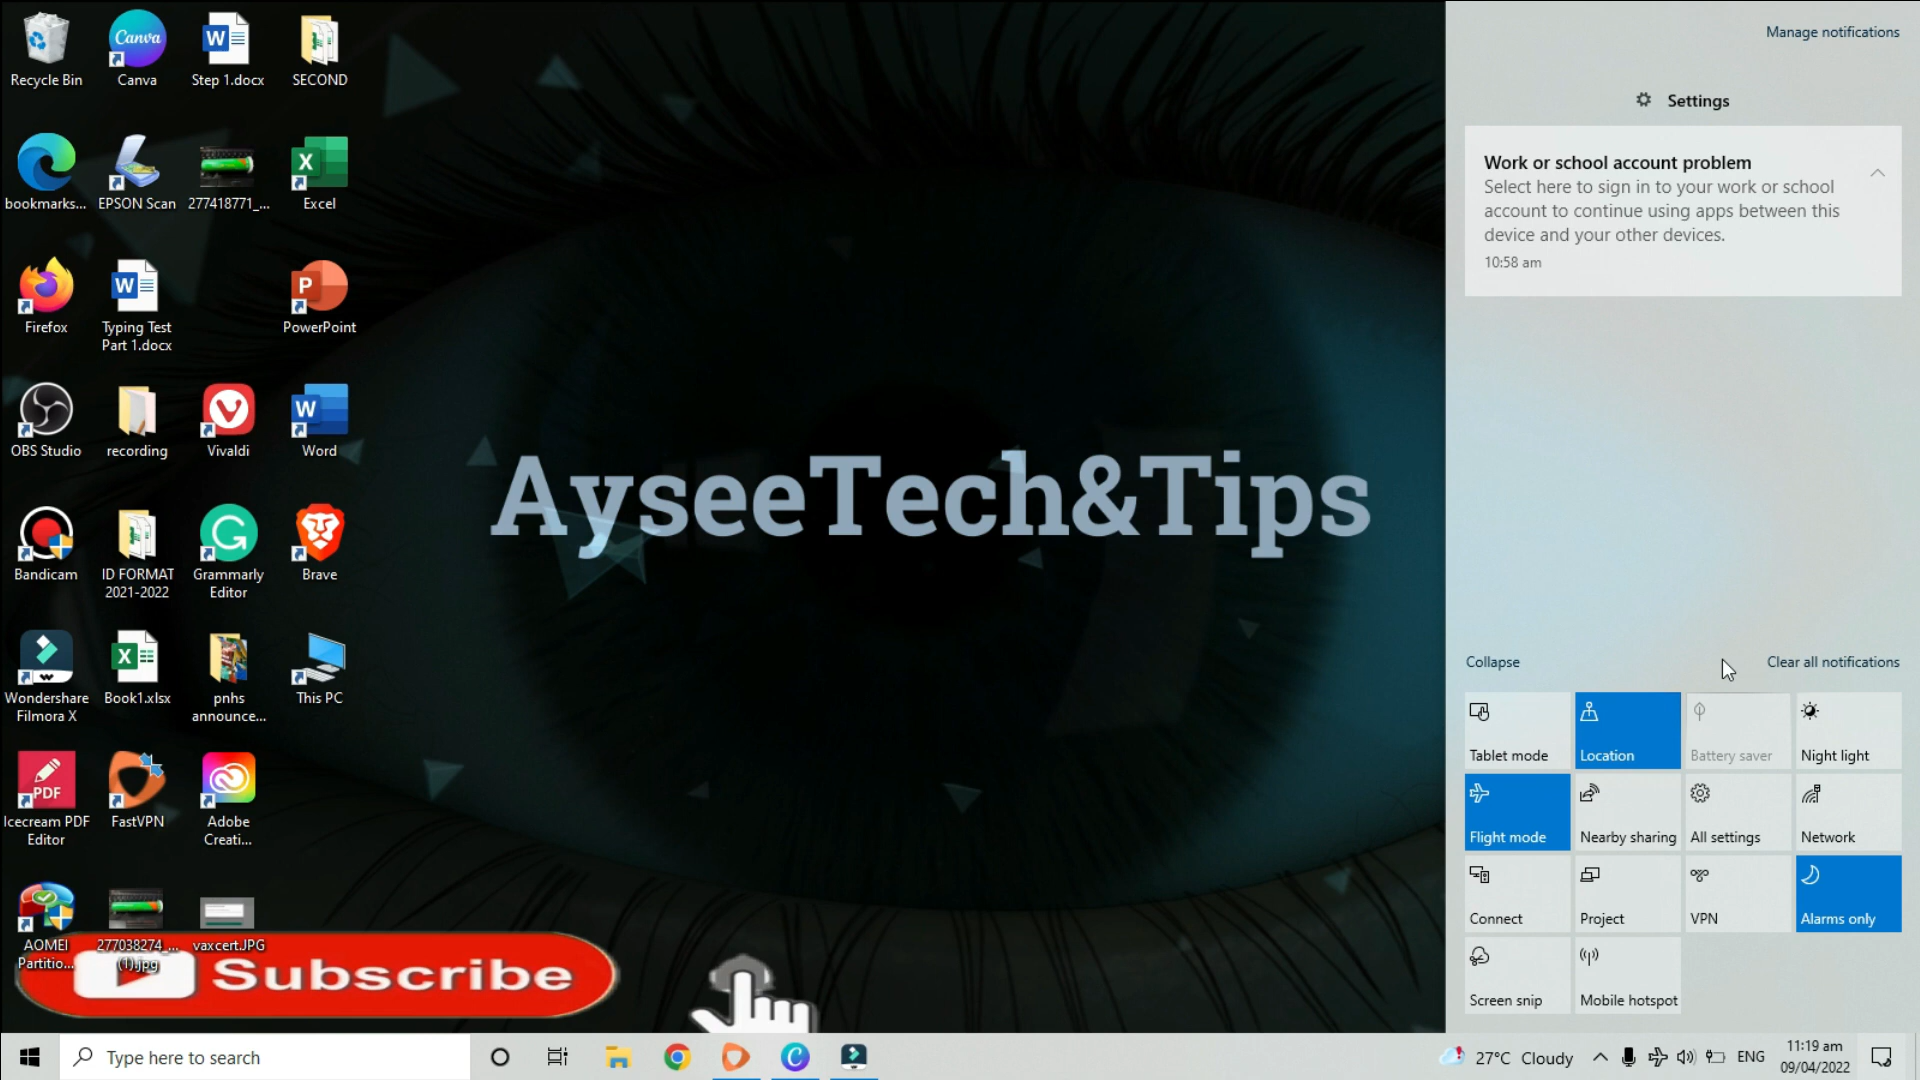 Recycle Bin
Canva
Canva
Step 1.docx
SECOND
bookmarks...
EPSON Scan
277418771_...
Excel
Firefox
Typing Test
Part 1.docx
PowerPoint
OBS Studio
recording
Vivaldi
Word
Bandicam
ID FORMAT
2021-2022
Grammarly
Editor
Brave
Wondershare
Filmora X
Book1.xlsx
pnhs
announce...
This PC
PDF
Icecream PDF
Editor
FastVPN
Adobe
Creati...
AOMEI
Partitio...
277038274_...
(1).jpg
vaxcert.JPG
AyseeTech&Tips
Subscribe
Manage notifications
Settings
Work or school account problem
Select here to sign in to your work or school
account to continue using apps between this
device and your other devices.
10:58 am
Collapse
Clear all notifications
Tablet mode
Location
Battery saver
Night light
Flight mode
Nearby sharing
All settings
Network
Connect
Project
VPN
Alarms only
Screen snip
Mobile hotspot
Type here to search
27°C Cloudy
ENG
11:19 am
09/04/2022